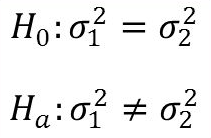 H₀: σ₁² = σ₂²
Hₐ: σ₁² ≠ σ₂²